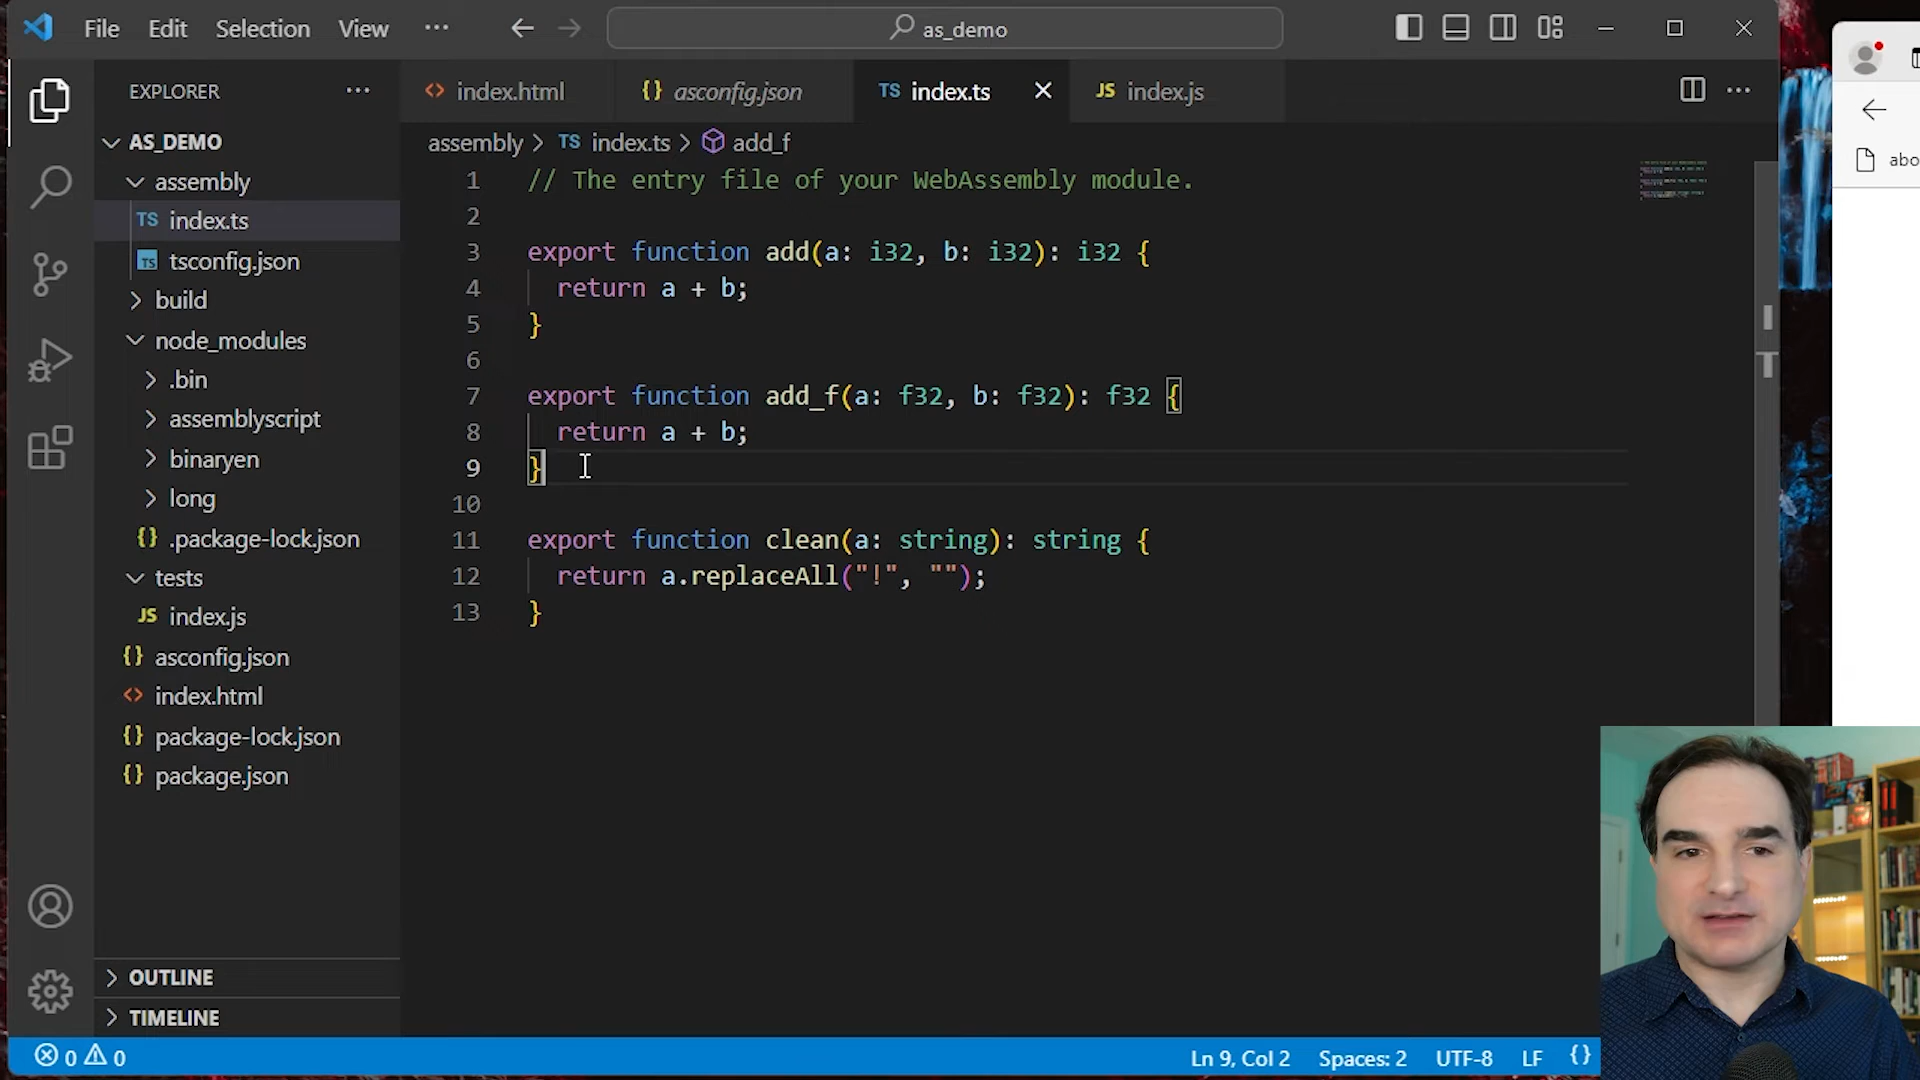 File Edit Selection View ··· as_demo
EXPLORER ···
AS_DEMO
assembly
TS index.ts
TS tsconfig.json
build
node_modules
.bin
assemblyscript
binaryen
long
{} .package-lock.json
tests
JS index.js
{} asconfig.json
<> index.html
{} package-lock.json
{} package.json
OUTLINE
TIMELINE
<> index.html {} asconfig.json TS index.ts JS index.js ···
assembly > TS index.ts > add_f
1 // The entry file of your WebAssembly module.
2
3 export function add(a: i32, b: i32): i32 {
4 return a + b;
5 }
6
7 export function add_f(a: f32, b: f32): f32 {
8 return a + b;
9 }
10
11 export function clean(a: string): string {
12 return a.replaceAll("!", "");
13 }
0 0 Ln 9, Col 2 Spaces: 2 UTF-8 LF {}
abo